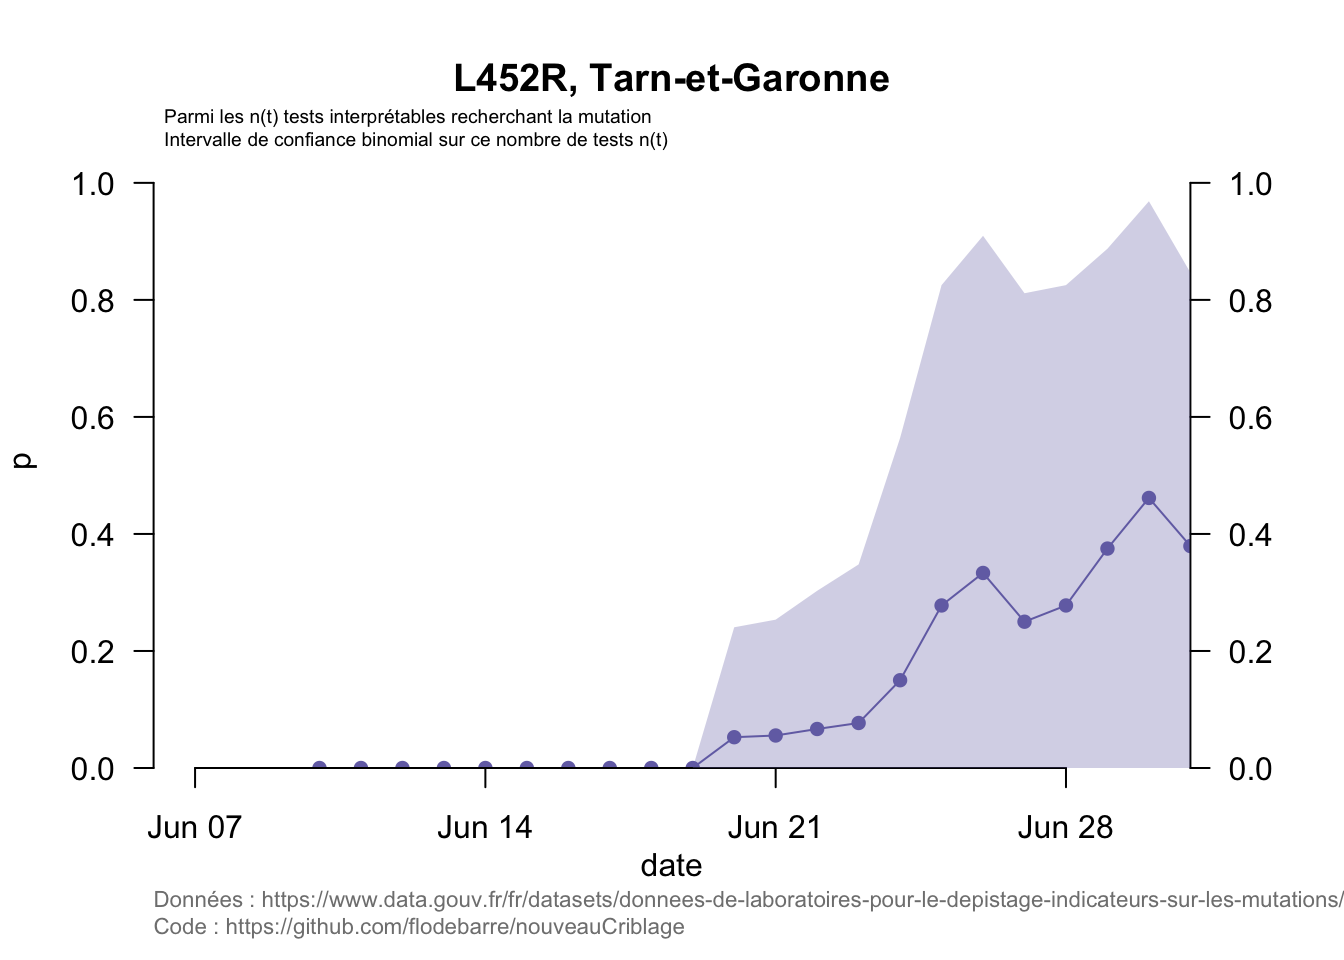 L452R, Tarn-et-Garonne
Parmi les n(t) tests interprétables recherchant la mutation
Intervalle de confiance binomial sur ce nombre de tests n(t)
1.0 1.0
0.8 0.8
0.6 0.6
p
0.4 0.4
0.2 0.2
0.0 0.0
Jun 07 Jun 14 Jun 21 Jun 28
date
Données : https://www.data.gouv.fr/fr/datasets/donnees-de-laboratoires-pour-le-depistage-indicateurs-sur-les-mutations/
Code : https://github.com/flodebarre/nouveauCriblage